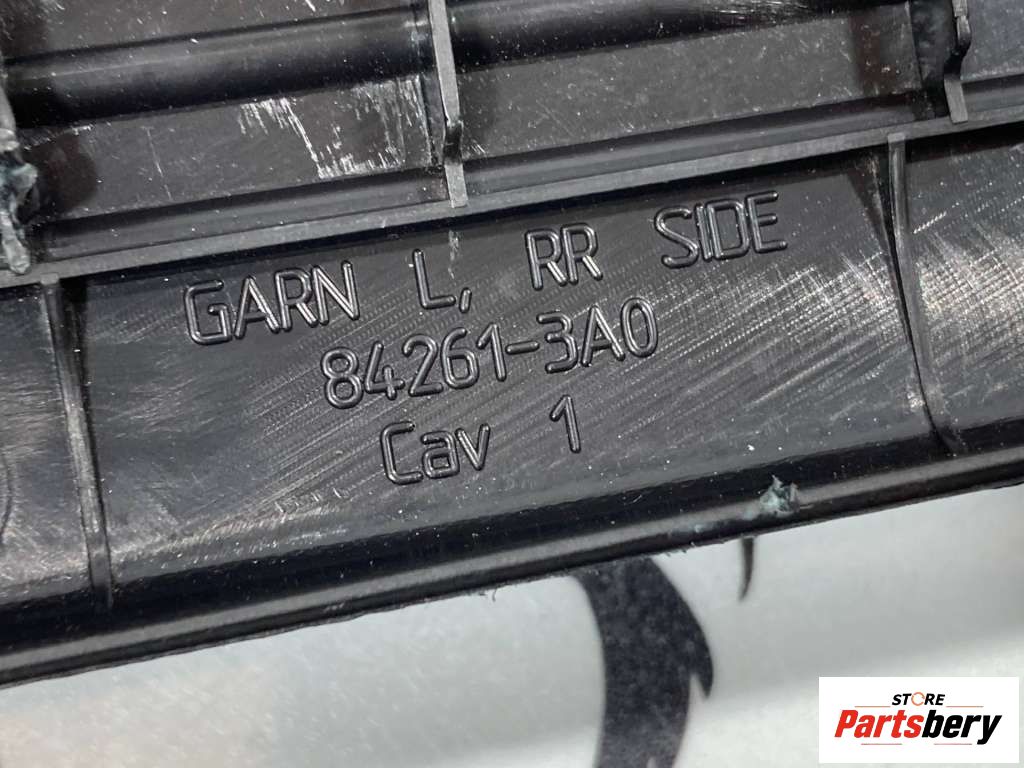 GARN L, RR SIDE
84261-3A0
Cav 1
STORE
Partsbery